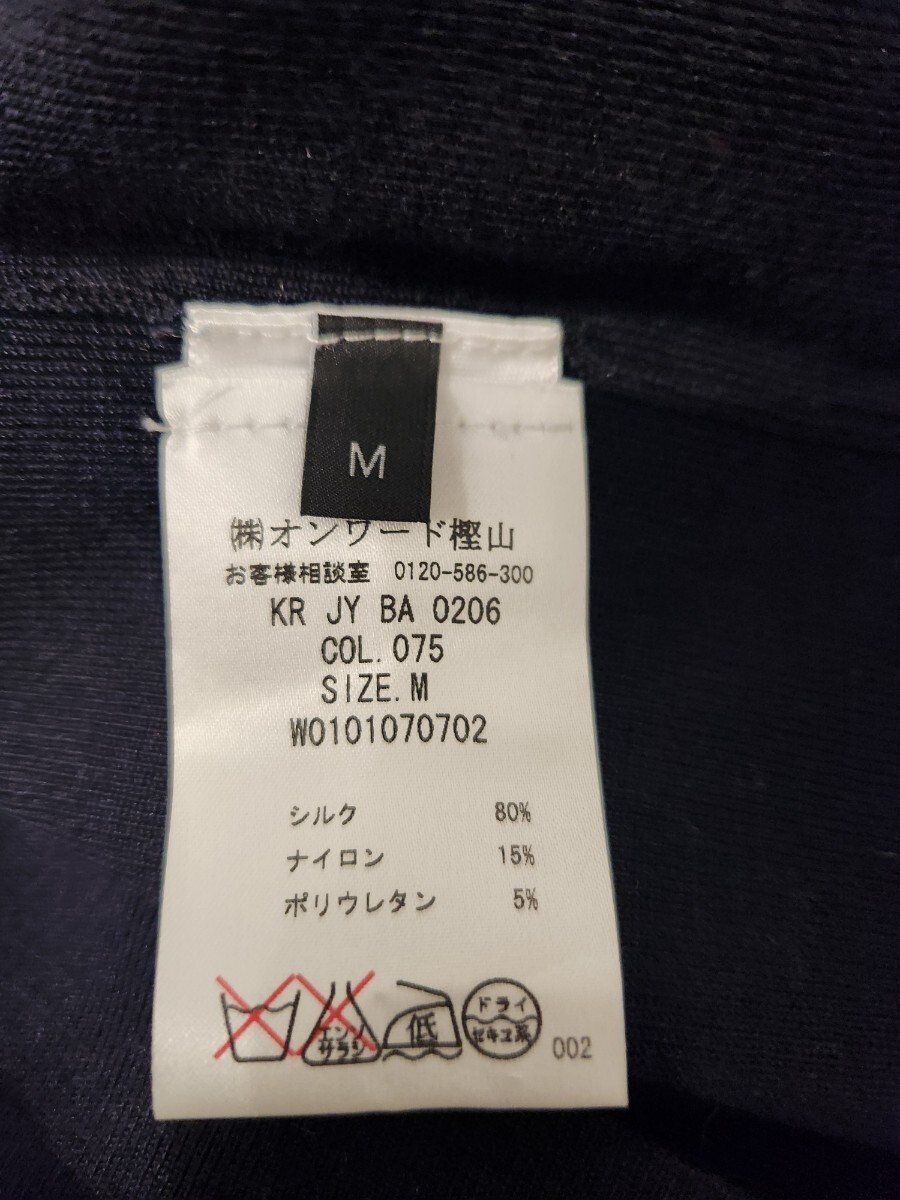 M
㈱オンワード樫山
お客様相談室 0120-586-300
KR JY BA 0206
COL.075
SIZE.M
W0101070702
シルク 80%
ナイロン 15%
ポリウレタン 5%
エンソ
サラシ
低
ドライ
セキユ系
002